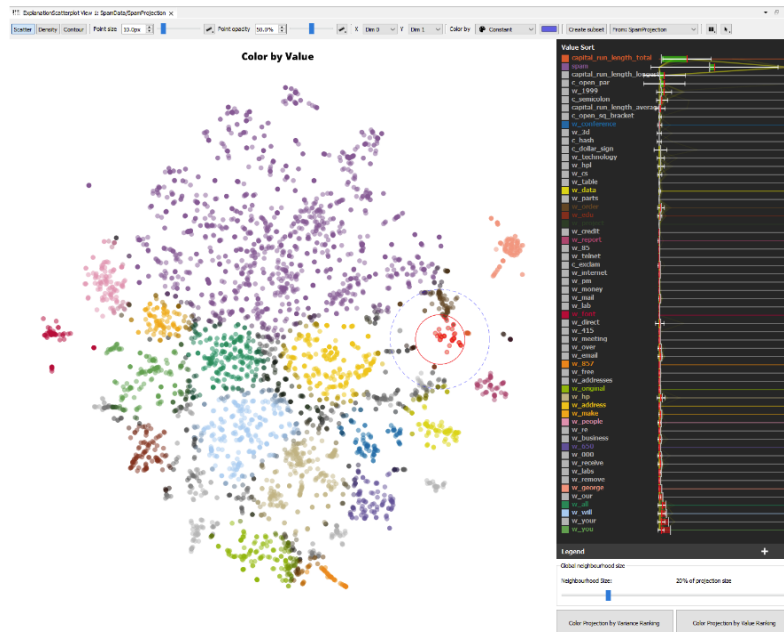 ExplanationScatterplot View 1: SpamData/SpamProjection ×
Scatter Density Contour Point size 10.0px Point opacity 50.0% X Dim 0 Y Dim 1 Color by Constant Create subset From: SpamProjection
Color by Value
Value Sort
capital_run_length_total
spam
capital_run_length_longest
c_open_par
w_1999
c_semicolon
capital_run_length_average
c_open_sq_bracket
w_conference
w_3d
c_hash
c_dollar_sign
w_technology
w_hpl
w_cs
w_table
w_data
w_parts
w_order
w_edu
w_credit
w_report
w_85
w_telnet
c_exclam
w_internet
w_pm
w_money
w_mail
w_lab
w_font
w_direct
w_415
w_meeting
w_over
w_email
w_857
w_free
w_addresses
w_original
w_hp
w_address
w_make
w_people
w_re
w_business
w_650
w_000
w_receive
w_labs
w_remove
w_george
w_our
w_all
w_will
w_your
w_you
Legend +
Global neighbourhood size
Neighbourhood Size: 20% of projection size
Color Projection by Variance Ranking Color Projection by Value Ranking